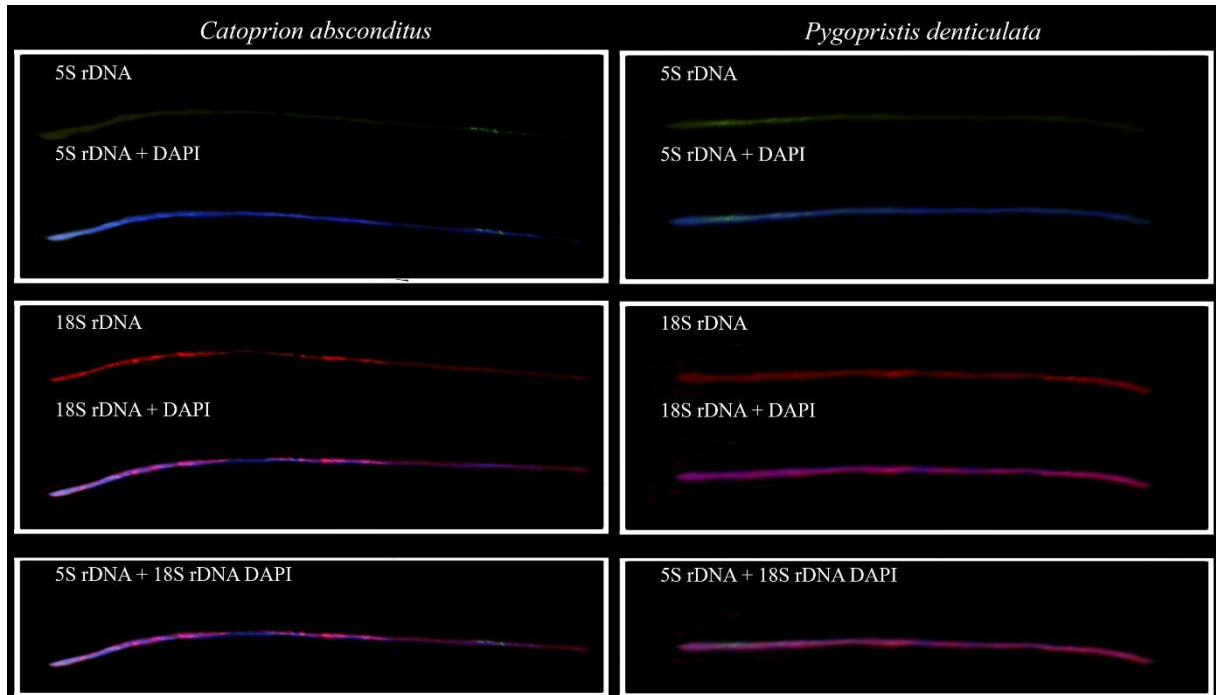 Catoprion absconditus
5S rDNA
5S rDNA + DAPI
18S rDNA
18S rDNA + DAPI
5S rDNA + 18S rDNA DAPI
Pygopristis denticulata
5S rDNA
5S rDNA + DAPI
18S rDNA
18S rDNA + DAPI
5S rDNA + 18S rDNA DAPI